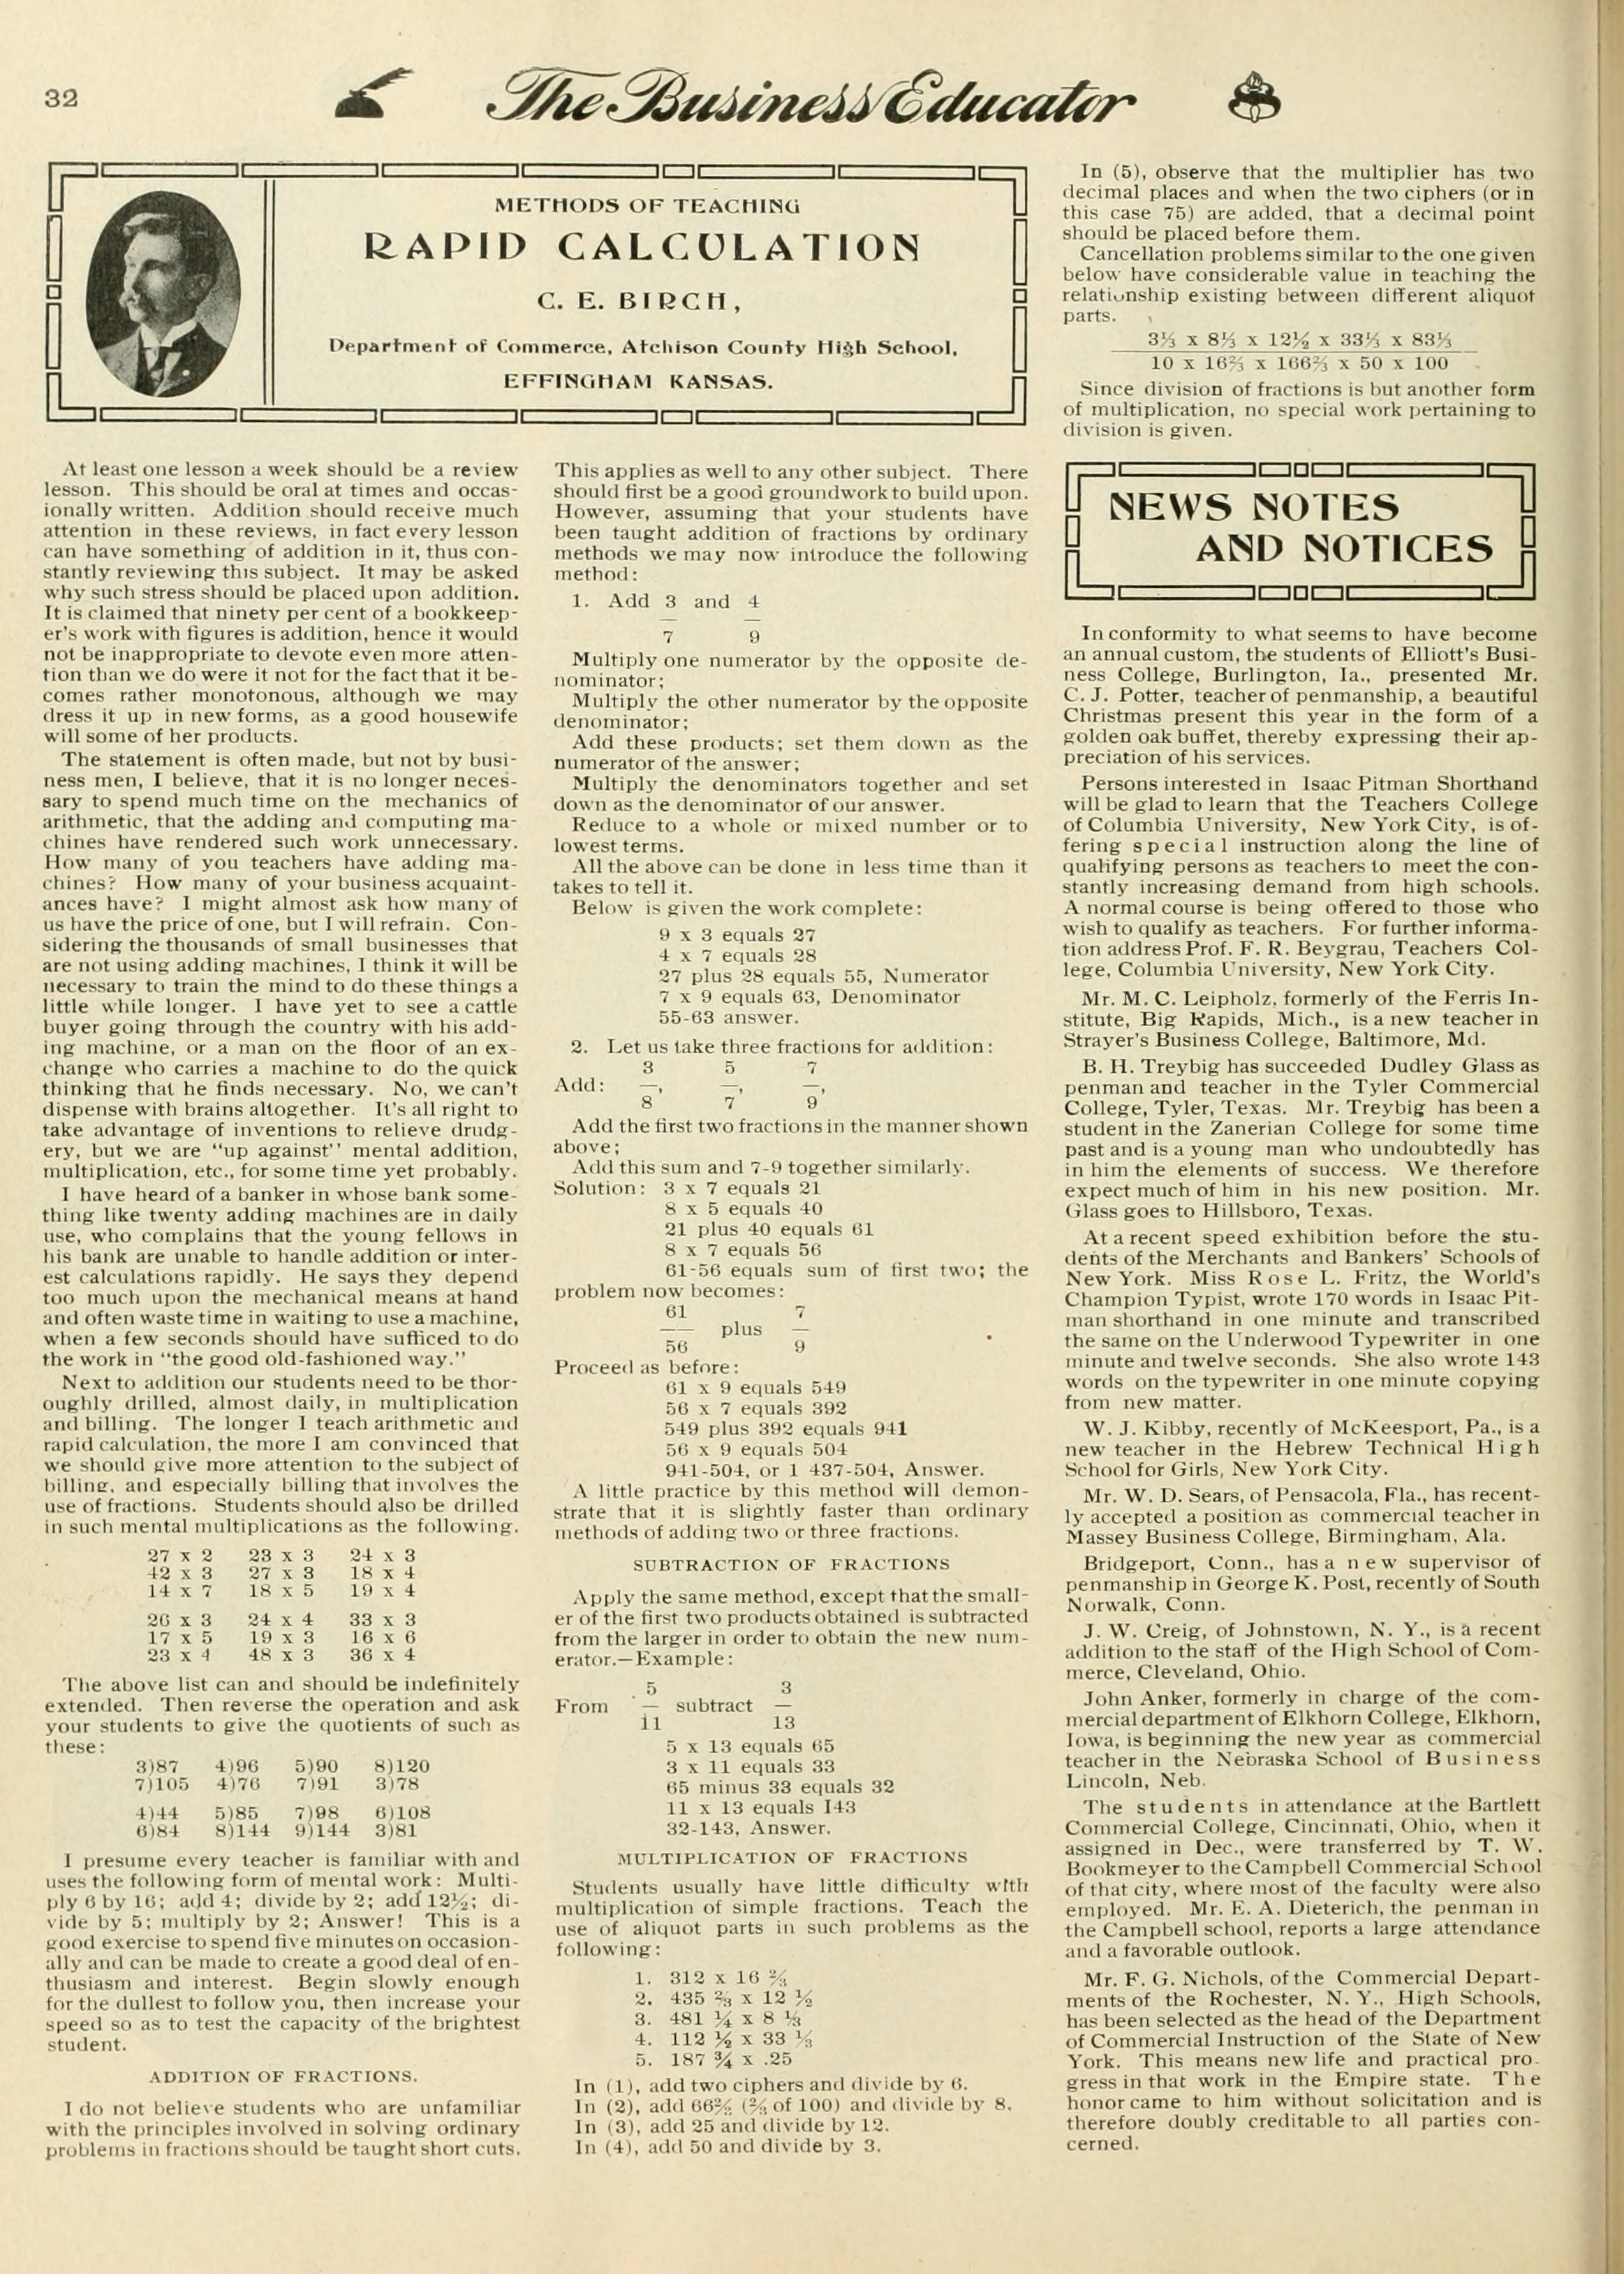 32
The Business Educator
METHODS OF TEACHING
RAPID CALCULATION
C. E. BIRCH,
Department of Commerce, Atchison County High School,
EFFINGHAM KANSAS.
At least one lesson a week should be a review
lesson. This should be oral at times and occas-
ionally written. Addition should receive much
attention in these reviews, in fact every lesson
can have something of addition in it, thus con-
stantly reviewing this subject. It may be asked
why such stress should be placed upon addition.
It is claimed that ninety per cent of a bookkeep-
er's work with figures is addition, hence it would
not be inappropriate to devote even more atten-
tion than we do were it not for the fact that it be-
comes rather monotonous, although we may
dress it up in new forms, as a good housewife
will some of her products.
The statement is often made, but not by busi-
ness men, I believe, that it is no longer neces-
sary to spend much time on the mechanics of
arithmetic, that the adding and computing ma-
chines have rendered such work unnecessary.
How many of you teachers have adding ma-
chines? How many of your business acquaint-
ances have? I might almost ask how many of
us have the price of one, but I will refrain. Con-
sidering the thousands of small businesses that
are not using adding machines, I think it will be
necessary to train the mind to do these things a
little while longer. I have yet to see a cattle
buyer going through the country with his add-
ing machine, or a man on the floor of an ex-
change who carries a machine to do the quick
thinking that he finds necessary. No, we can't
dispense with brains altogether. It's all right to
take advantage of inventions to relieve drudg-
ery, but we are "up against" mental addition,
multiplication, etc., for some time yet probably.
I have heard of a banker in whose bank some-
thing like twenty adding machines are in daily
use, who complains that the young fellows in
his bank are unable to handle addition or inter-
est calculations rapidly. He says they depend
too much upon the mechanical means at hand
and often waste time in waiting to use a machine,
when a few seconds should have sufficed to do
the work in "the good old-fashioned way."
Next to addition our students need to be thor-
oughly drilled, almost daily, in multiplication
and billing. The longer I teach arithmetic and
rapid calculation, the more I am convinced that
we should give more attention to the subject of
billing, and especially billing that involves the
use of fractions. Students should also be drilled
in such mental multiplications as the following.
27 x 2 23 x 3 24 x 3
42 x 3 27 x 3 18 x 4
14 x 7 18 x 5 19 x 4
26 x 3 24 x 4 33 x 3
17 x 5 19 x 3 16 x 6
23 x 4 48 x 3 36 x 4
The above list can and should be indefinitely
extended. Then reverse the operation and ask
your students to give the quotients of such as
these:
3)87 4)96 5)90 8)120
7)105 4)76 7)91 3)78
4)44 5)85 7)98 6)108
6)84 8)144 9)144 3)81
I presume every teacher is familiar with and
uses the following form of mental work: Multi-
ply 6 by 16; add 4; divide by 2; add 12½; di-
vide by 5; multiply by 2; Answer! This is a
good exercise to spend five minutes on occasion-
ally and can be made to create a good deal of en-
thusiasm and interest. Begin slowly enough
for the dullest to follow you, then increase your
speed so as to test the capacity of the brightest
student.
ADDITION OF FRACTIONS.
I do not believe students who are unfamiliar
with the principles involved in solving ordinary
problems in fractions should be taught short cuts.
This applies as well to any other subject. There
should first be a good groundwork to build upon.
However, assuming that your students have
been taught addition of fractions by ordinary
methods we may now introduce the following
method:
1. Add 3 and 4
— —
7 9
Multiply one numerator by the opposite de-
nominator;
Multiply the other numerator by the opposite
denominator;
Add these products; set them down as the
numerator of the answer;
Multiply the denominators together and set
down as the denominator of our answer.
Reduce to a whole or mixed number or to
lowest terms.
All the above can be done in less time than it
takes to tell it.
Below is given the work complete:
9 x 3 equals 27
4 x 7 equals 28
27 plus 28 equals 55, Numerator
7 x 9 equals 63, Denominator
55-63 answer.
2. Let us take three fractions for addition:
3 5 7
Add: —, —, —,
8 7 9
Add the first two fractions in the manner shown
above;
Add this sum and 7-9 together similarly.
Solution: 3 x 7 equals 21
8 x 5 equals 40
21 plus 40 equals 61
8 x 7 equals 56
61-56 equals sum of first two; the
problem now becomes:
61 7
— plus —
56 9
Proceed as before:
61 x 9 equals 549
56 x 7 equals 392
549 plus 392 equals 941
56 x 9 equals 504
941-504, or 1 437-504, Answer.
A little practice by this method will demon-
strate that it is slightly faster than ordinary
methods of adding two or three fractions.
SUBTRACTION OF FRACTIONS
Apply the same method, except that the small-
er of the first two products obtained is subtracted
from the larger in order to obtain the new num-
erator.—Example:
5 3
From — subtract —
11 13
5 x 13 equals 65
3 x 11 equals 33
65 minus 33 equals 32
11 x 13 equals 143
32-143, Answer.
MULTIPLICATION OF FRACTIONS
Students usually have little difficulty with
multiplication of simple fractions. Teach the
use of aliquot parts in such problems as the
following:
1. 312 x 16 ⅔
2. 435 ⅔ x 12 ½
3. 481 ¼ x 8 ⅓
4. 112 ½ x 33 ⅓
5. 187 ¾ x .25
In (1), add two ciphers and divide by 6.
In (2), add 66⅔ (⅔ of 100) and divide by 8.
In (3), add 25 and divide by 12.
In (4), add 50 and divide by 3.
In (5), observe that the multiplier has two
decimal places and when the two ciphers (or in
this case 75) are added, that a decimal point
should be placed before them.
Cancellation problems similar to the one given
below have considerable value in teaching the
relationship existing between different aliquot
parts.
3⅓ x 8⅓ x 12½ x 33⅓ x 83⅓
10 x 16⅔ x 166⅔ x 50 x 100
Since division of fractions is but another form
of multiplication, no special work pertaining to
division is given.
NEWS NOTES
AND NOTICES
In conformity to what seems to have become
an annual custom, the students of Elliott's Busi-
ness College, Burlington, Ia., presented Mr.
C. J. Potter, teacher of penmanship, a beautiful
Christmas present this year in the form of a
golden oak buffet, thereby expressing their ap-
preciation of his services.
Persons interested in Isaac Pitman Shorthand
will be glad to learn that the Teachers College
of Columbia University, New York City, is of-
fering special instruction along the line of
qualifying persons as teachers to meet the con-
stantly increasing demand from high schools.
A normal course is being offered to those who
wish to qualify as teachers. For further informa-
tion address Prof. F. R. Beygrau, Teachers Col-
lege, Columbia University, New York City.
Mr. M. C. Leipholz, formerly of the Ferris In-
stitute, Big Rapids, Mich., is a new teacher in
Strayer's Business College, Baltimore, Md.
B. H. Treybig has succeeded Dudley Glass as
penman and teacher in the Tyler Commercial
College, Tyler, Texas. Mr. Treybig has been a
student in the Zanerian College for some time
past and is a young man who undoubtedly has
in him the elements of success. We therefore
expect much of him in his new position. Mr.
Glass goes to Hillsboro, Texas.
At a recent speed exhibition before the stu-
dents of the Merchants and Bankers' Schools of
New York. Miss Rose L. Fritz, the World's
Champion Typist, wrote 170 words in Isaac Pit-
man shorthand in one minute and transcribed
the same on the Underwood Typewriter in one
minute and twelve seconds. She also wrote 143
words on the typewriter in one minute copying
from new matter.
W. J. Kibby, recently of McKeesport, Pa., is a
new teacher in the Hebrew Technical High
School for Girls, New York City.
Mr. W. D. Sears, of Pensacola, Fla., has recent-
ly accepted a position as commercial teacher in
Massey Business College, Birmingham, Ala.
Bridgeport, Conn., has a new supervisor of
penmanship in George K. Post, recently of South
Norwalk, Conn.
J. W. Creig, of Johnstown, N. Y., is a recent
addition to the staff of the High School of Com-
merce, Cleveland, Ohio.
John Anker, formerly in charge of the com-
mercial department of Elkhorn College, Elkhorn,
Iowa, is beginning the new year as commercial
teacher in the Nebraska School of Business
Lincoln, Neb.
The students in attendance at the Bartlett
Commercial College, Cincinnati, Ohio, when it
assigned in Dec., were transferred by T. W.
Bookmeyer to the Campbell Commercial School
of that city, where most of the faculty were also
employed. Mr. E. A. Dieterich, the penman in
the Campbell school, reports a large attendance
and a favorable outlook.
Mr. F. G. Nichols, of the Commercial Depart-
ments of the Rochester, N. Y., High Schools,
has been selected as the head of the Department
of Commercial Instruction of the State of New
York. This means new life and practical pro-
gress in that work in the Empire state. The
honor came to him without solicitation and is
therefore doubly creditable to all parties con-
cerned.